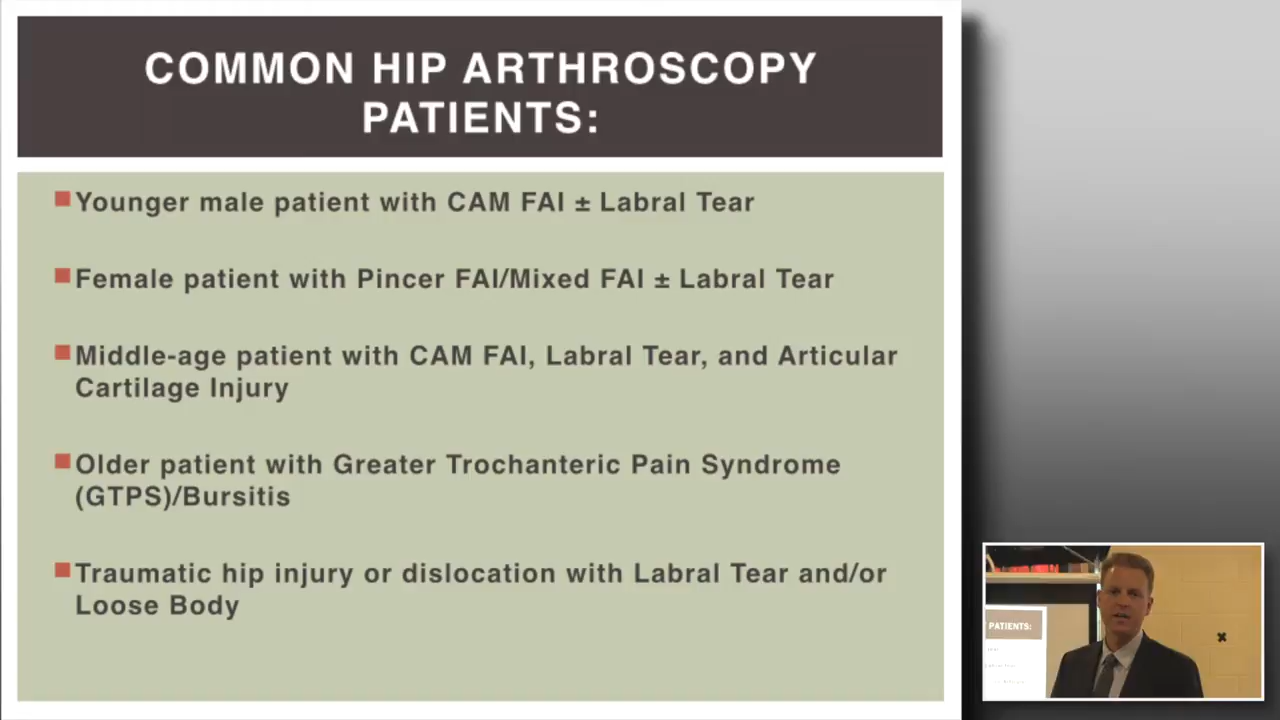 COMMON HIP ARTHROSCOPY
PATIENTS:
Younger male patient with CAM FAI ± Labral Tear
Female patient with Pincer FAI/Mixed FAI ± Labral Tear
Middle-age patient with CAM FAI, Labral Tear, and Articular
Cartilage Injury
Older patient with Greater Trochanteric Pain Syndrome
(GTPS)/Bursitis
Traumatic hip injury or dislocation with Labral Tear and/or
Loose Body
PATIENTS: